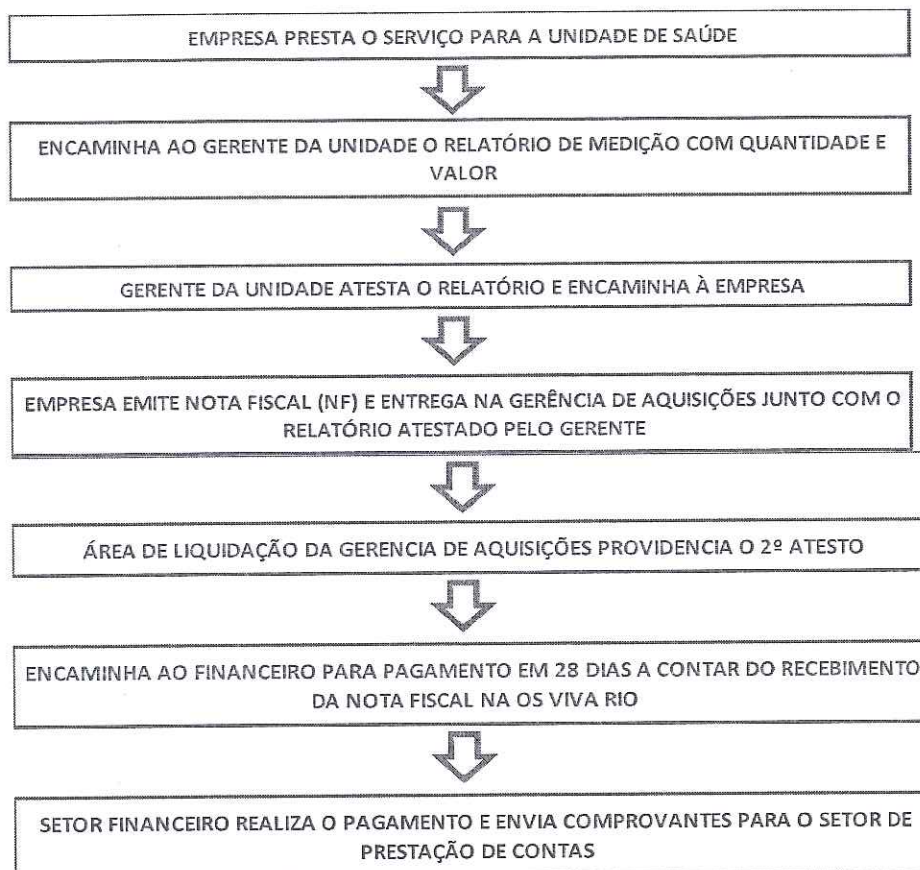 EMPRESA PRESTA O SERVIÇO PARA A UNIDADE DE SAÚDE
ENCAMINHA AO GERENTE DA UNIDADE O RELATÓRIO DE MEDIÇÃO COM QUANTIDADE E
VALOR
GERENTE DA UNIDADE ATESTA O RELATÓRIO E ENCAMINHA À EMPRESA
EMPRESA EMITE NOTA FISCAL (NF) E ENTREGA NA GERÊNCIA DE AQUISIÇÕES JUNTO COM O
RELATÓRIO ATESTADO PELO GERENTE
ÁREA DE LIQUIDAÇÃO DA GERENCIA DE AQUISIÇÕES PROVIDENCIA O 2º ATESTO
ENCAMINHA AO FINANCEIRO PARA PAGAMENTO EM 28 DIAS A CONTAR DO RECEBIMENTO
DA NOTA FISCAL NA OS VIVA RIO
SETOR FINANCEIRO REALIZA O PAGAMENTO E ENVIA COMPROVANTES PARA O SETOR DE
PRESTAÇÃO DE CONTAS